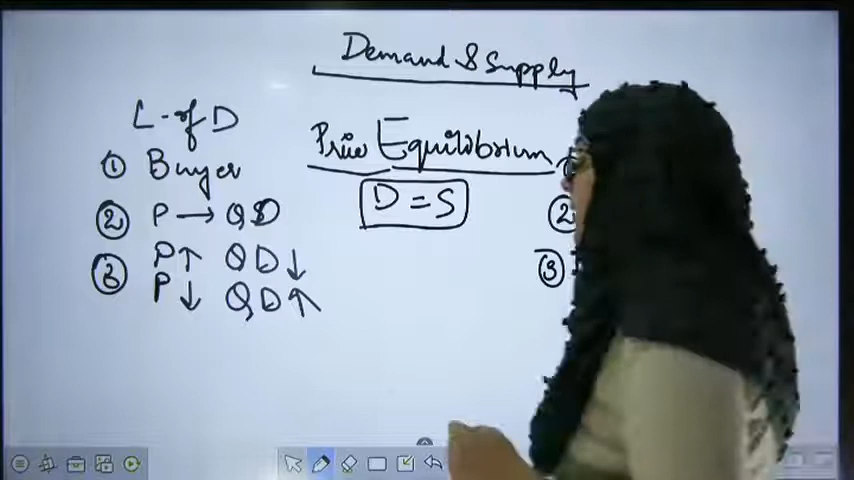 Demand & Supply
L-of D
Price Equilibrium
① Buyer
D = S
② P → QD
②
③ P↑ QD↓
③
P↓ QD↑